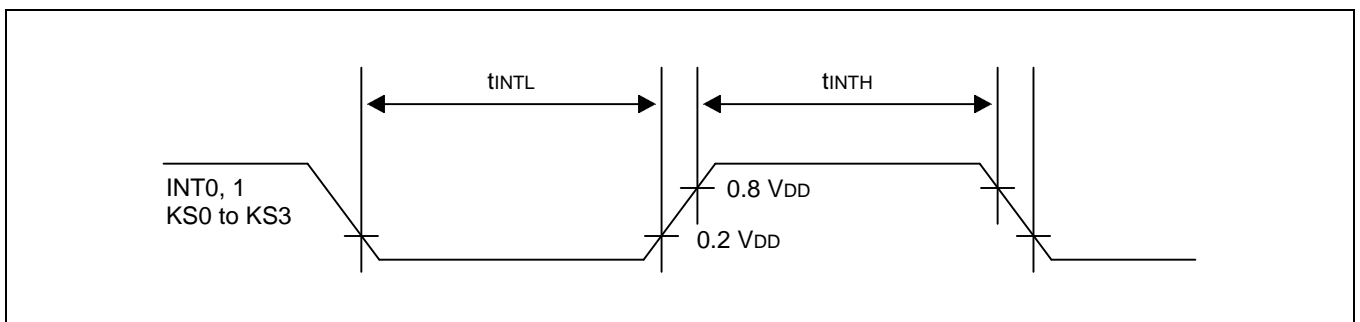 tINTL
tINTH
INT0, 1
KS0 to KS3
0.8 VDD
0.2 VDD